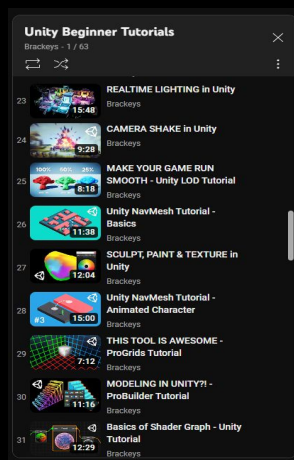 Unity Beginner Tutorials
Brackeys - 1 / 63
23
15:48
REALTIME LIGHTING in Unity
Brackeys
24
9:28
CAMERA SHAKE in Unity
Brackeys
25
100% 50% 25%
8:18
MAKE YOUR GAME RUN
SMOOTH - Unity LOD Tutorial
Brackeys
26
11:38
Unity NavMesh Tutorial -
Basics
Brackeys
27
12:04
SCULPT, PAINT & TEXTURE in
Unity
Brackeys
28
#3
15:00
Unity NavMesh Tutorial -
Animated Character
Brackeys
29
7:12
THIS TOOL IS AWESOME -
ProGrids Tutorial
Brackeys
30
11:16
MODELING IN UNITY?! -
ProBuilder Tutorial
Brackeys
31
12:29
Basics of Shader Graph - Unity
Tutorial
Brackeys